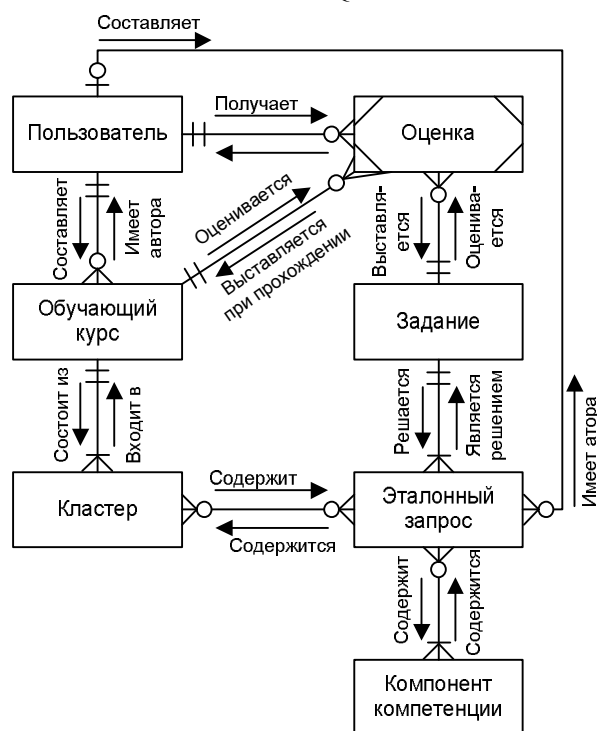 Составляет
Пользователь
Получает
Оценка
Составляет
Имеет
автора
Оценивается
Выставляется
при прохождении
Выставля-
ется
Оценива-
ется
Обучающий
курс
Задание
Состоит из
Входит в
Решается
Является
решением
Имеет атора
Кластер
Содержит
Содержится
Эталонный
запрос
Содержит
Содержится
Компонент
компетенции